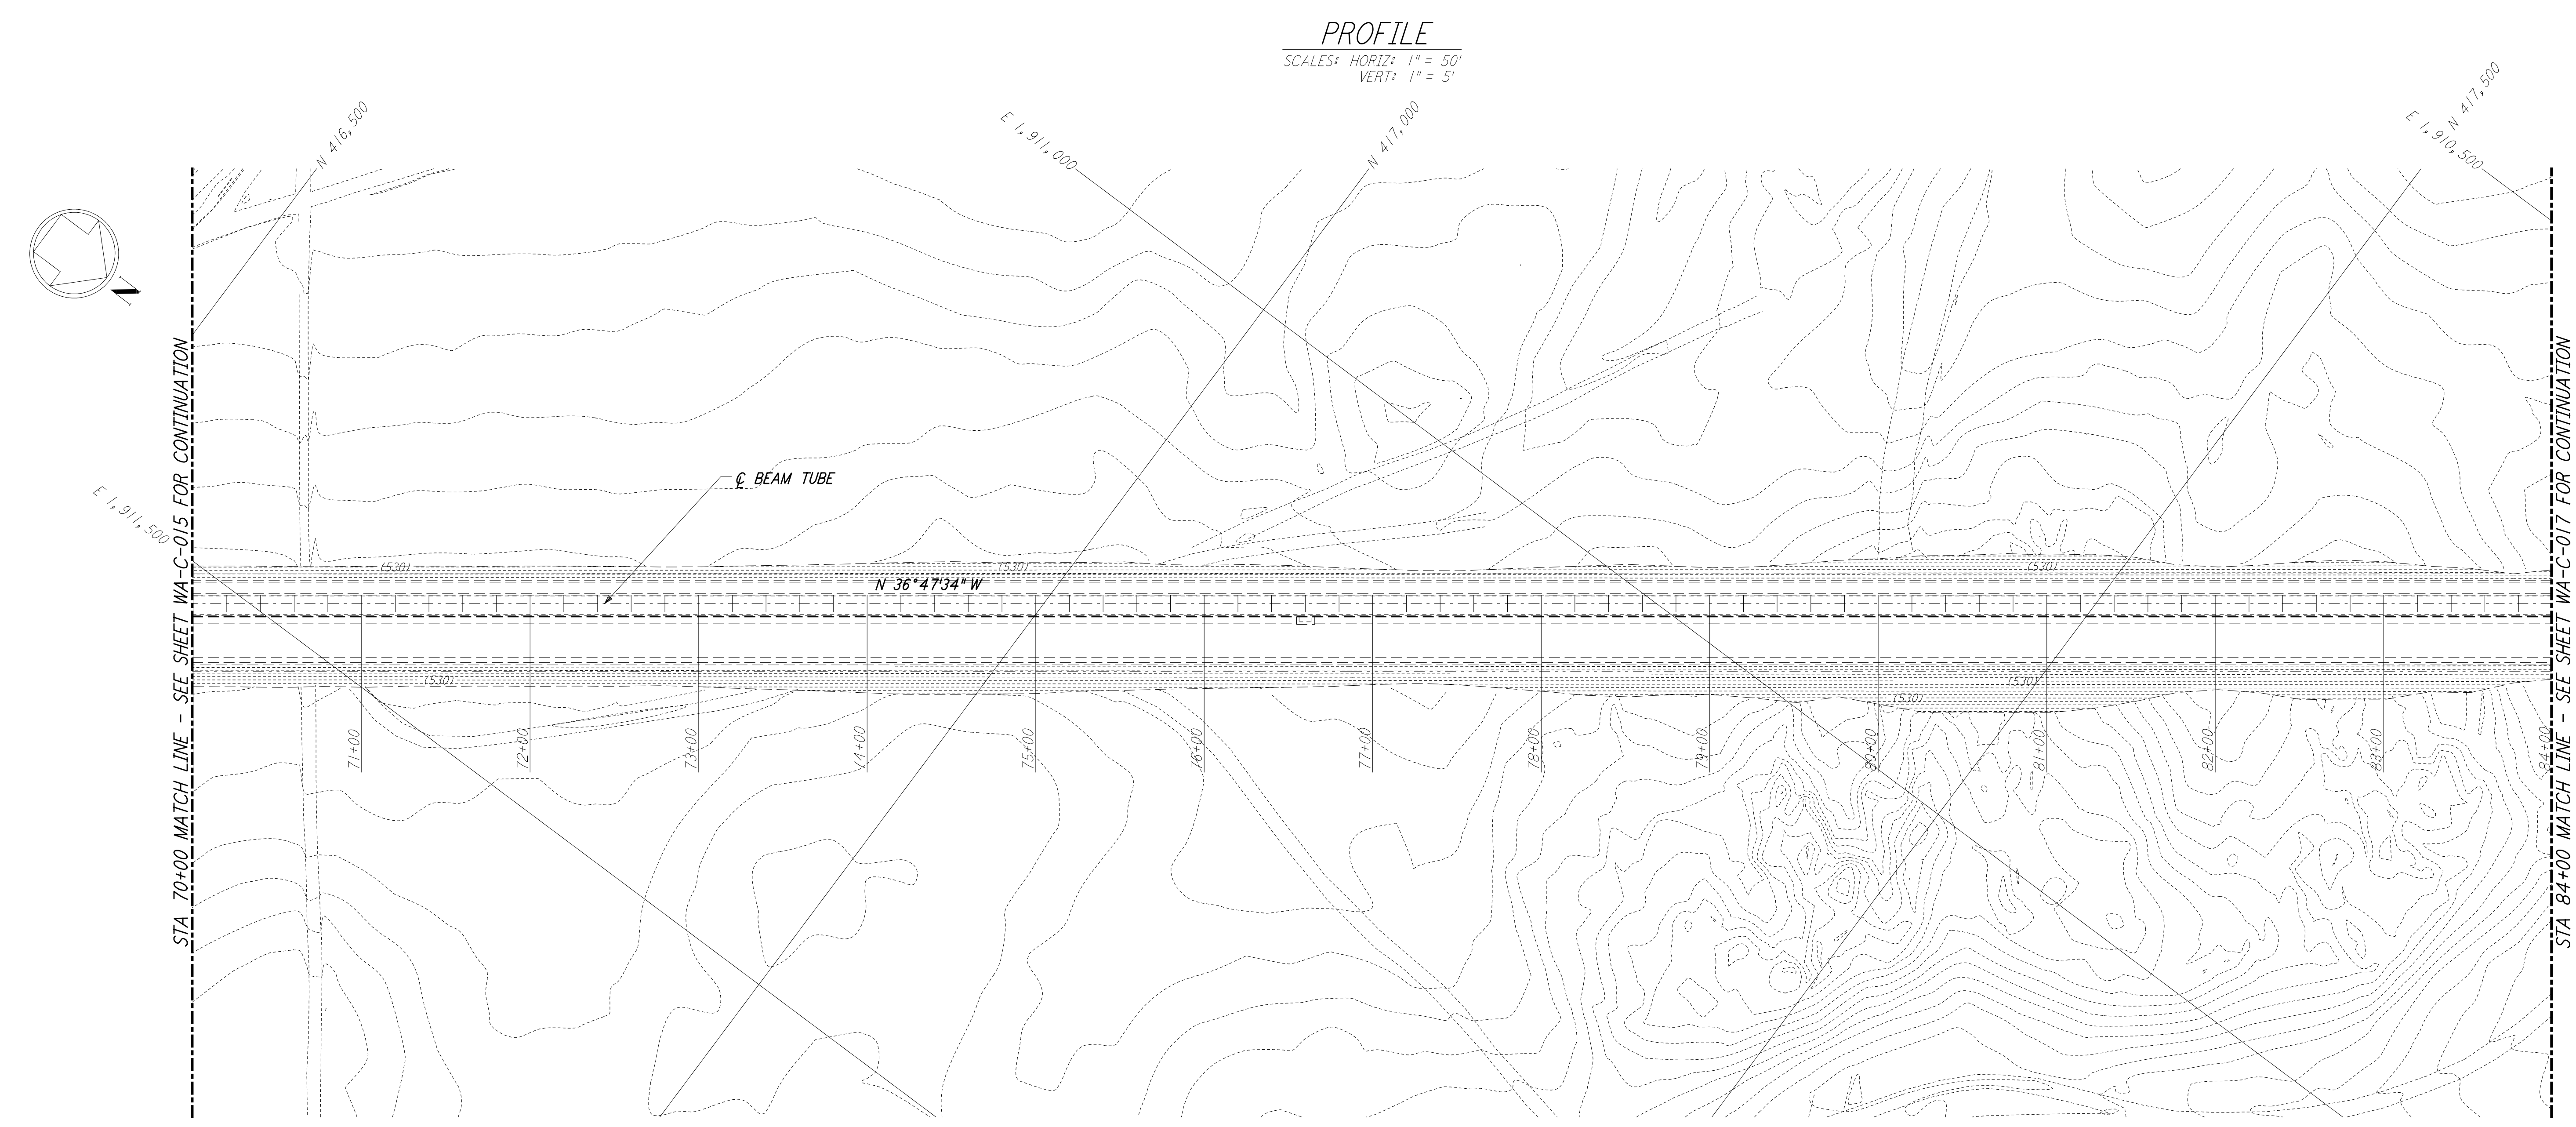 PROFILE
SCALES: HORIZ: 1" = 50'
VERT: 1" = 5'
N 416,500
E 1,911,000
N 417,000
E 1,910,500
N 417,500
N
E 1,911,500
STA 70+00 MATCH LINE - SEE SHEET WA-C-015 FOR CONTINUATION
STA 84+00 MATCH LINE - SEE SHEET WA-C-017 FOR CONTINUATION
℄ BEAM TUBE
(530)
(530)
(530)
N 36°47'34" W
(530)
(530)
(530)
71+00
72+00
73+00
74+00
75+00
76+00
77+00
78+00
79+00
80+00
81+00
82+00
83+00
84+00